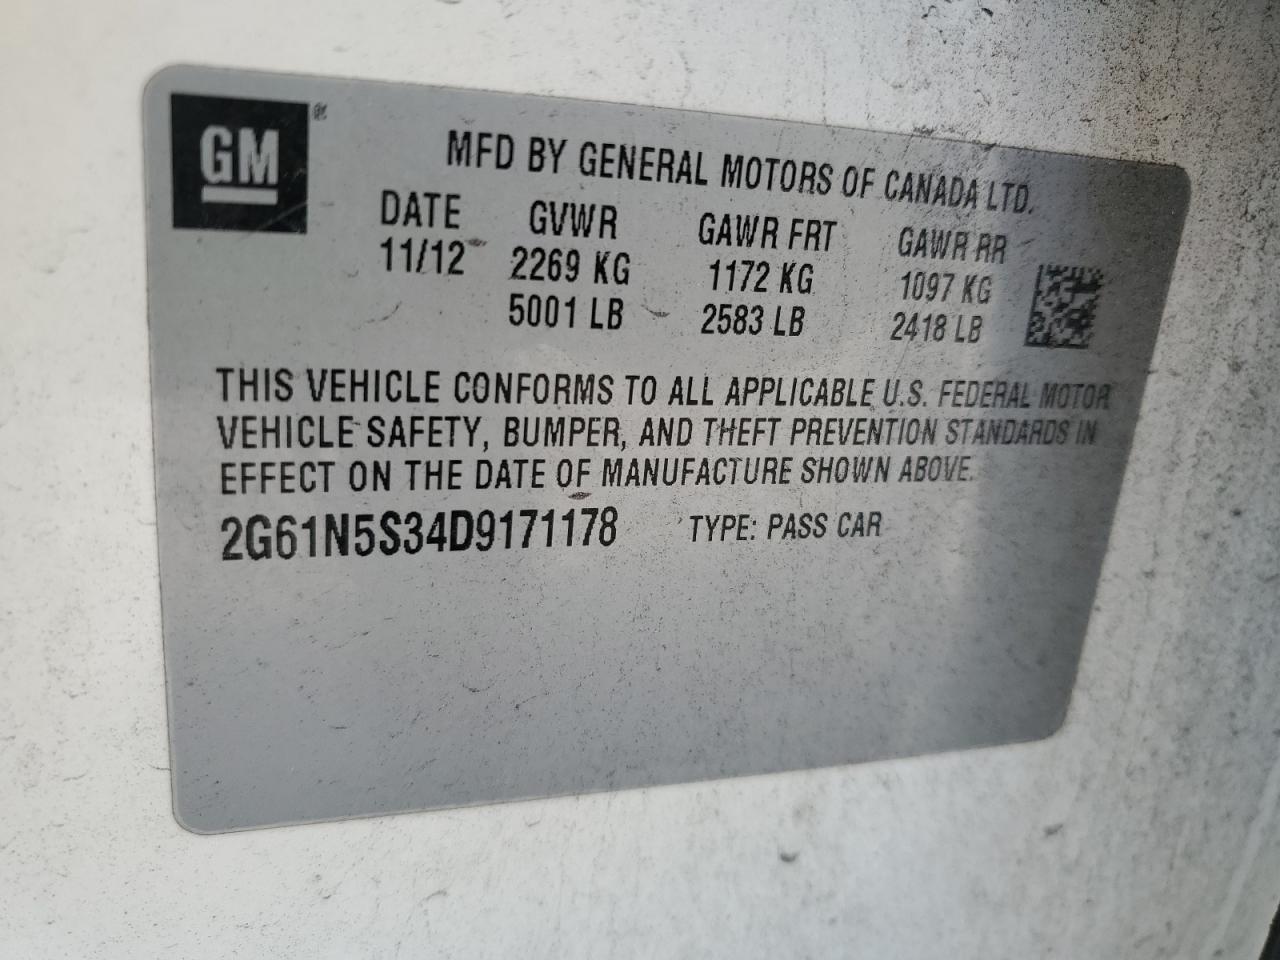 GM ®
MFD BY GENERAL MOTORS OF CANADA LTD.
DATE GVWR GAWR FRT GAWR RR
11/12 2269 KG 1172 KG 1097 KG
5001 LB 2583 LB 2418 LB
THIS VEHICLE CONFORMS TO ALL APPLICABLE U.S. FEDERAL MOTOR
VEHICLE SAFETY, BUMPER, AND THEFT PREVENTION STANDARDS IN
EFFECT ON THE DATE OF MANUFACTURE SHOWN ABOVE.
2G61N5S34D9171178 TYPE: PASS CAR